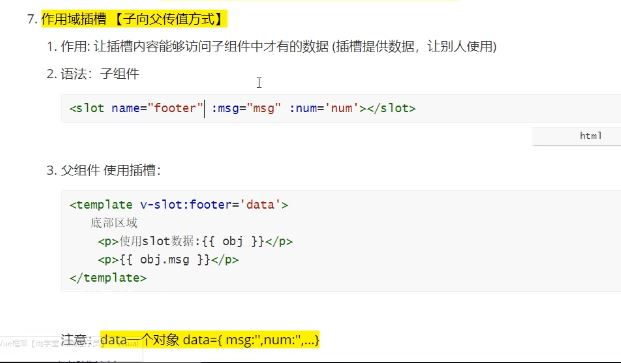 7. 作用域插槽 【子向父传值方式】
1. 作用: 让插槽内容能够访问子组件中才有的数据 (插槽提供数据，让别人使用)
2. 语法：子组件
<slot name="footer" :msg="msg" :num='num'></slot>
html
3. 父组件 使用插槽：
<template v-slot:footer='data'>
底部区域
<p>使用slot数据:{{ obj }}</p>
<p>{{ obj.msg }}</p>
</template>
注意：data一个对象 data={ msg:'',num:'',...}